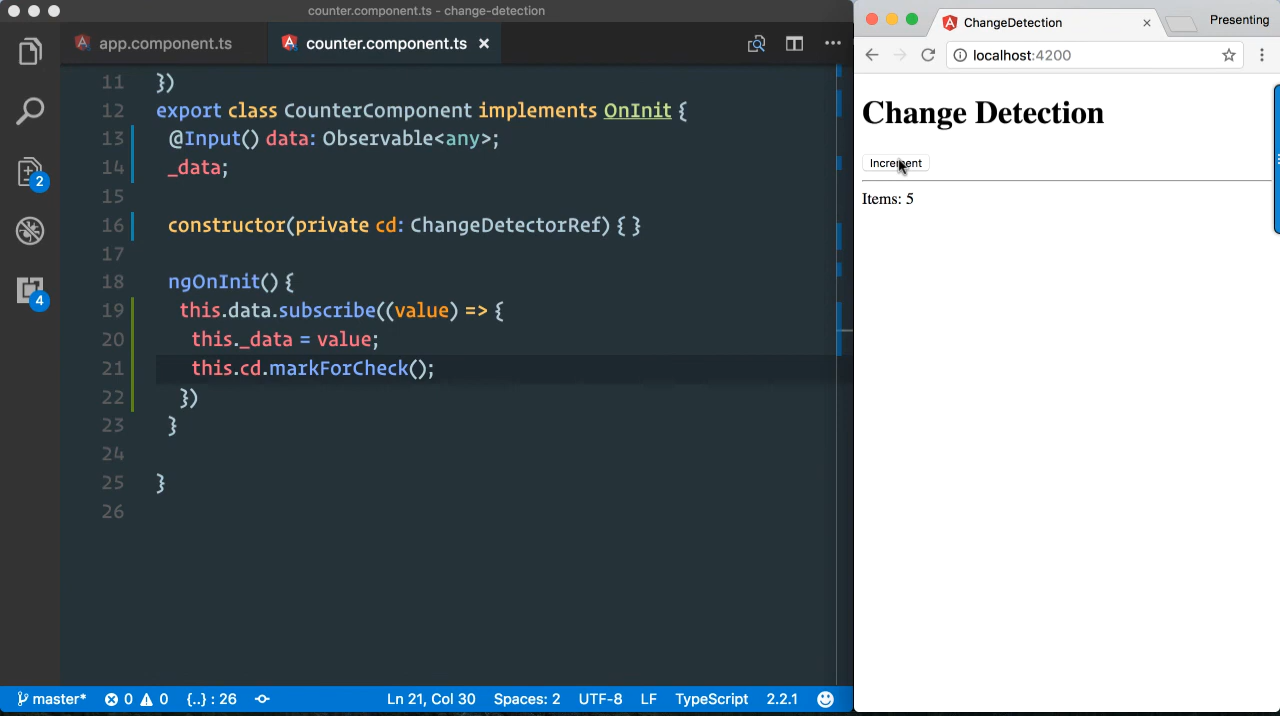 counter.component.ts - change-detection
app.component.ts
counter.component.ts
11 })
12 export class CounterComponent implements OnInit {
13 @Input() data: Observable<any>;
14 _data;
15
16 constructor(private cd: ChangeDetectorRef) { }
17
18 ngOnInit() {
19 this.data.subscribe((value) => {
20 this._data = value;
21 this.cd.markForCheck();
22 })
23 }
24
25 }
26
2
4
master* 0 0 {..} : 26 Ln 21, Col 30 Spaces: 2 UTF-8 LF TypeScript 2.2.1
ChangeDetection
Presenting
localhost:4200
Change Detection
Increment
Items: 5